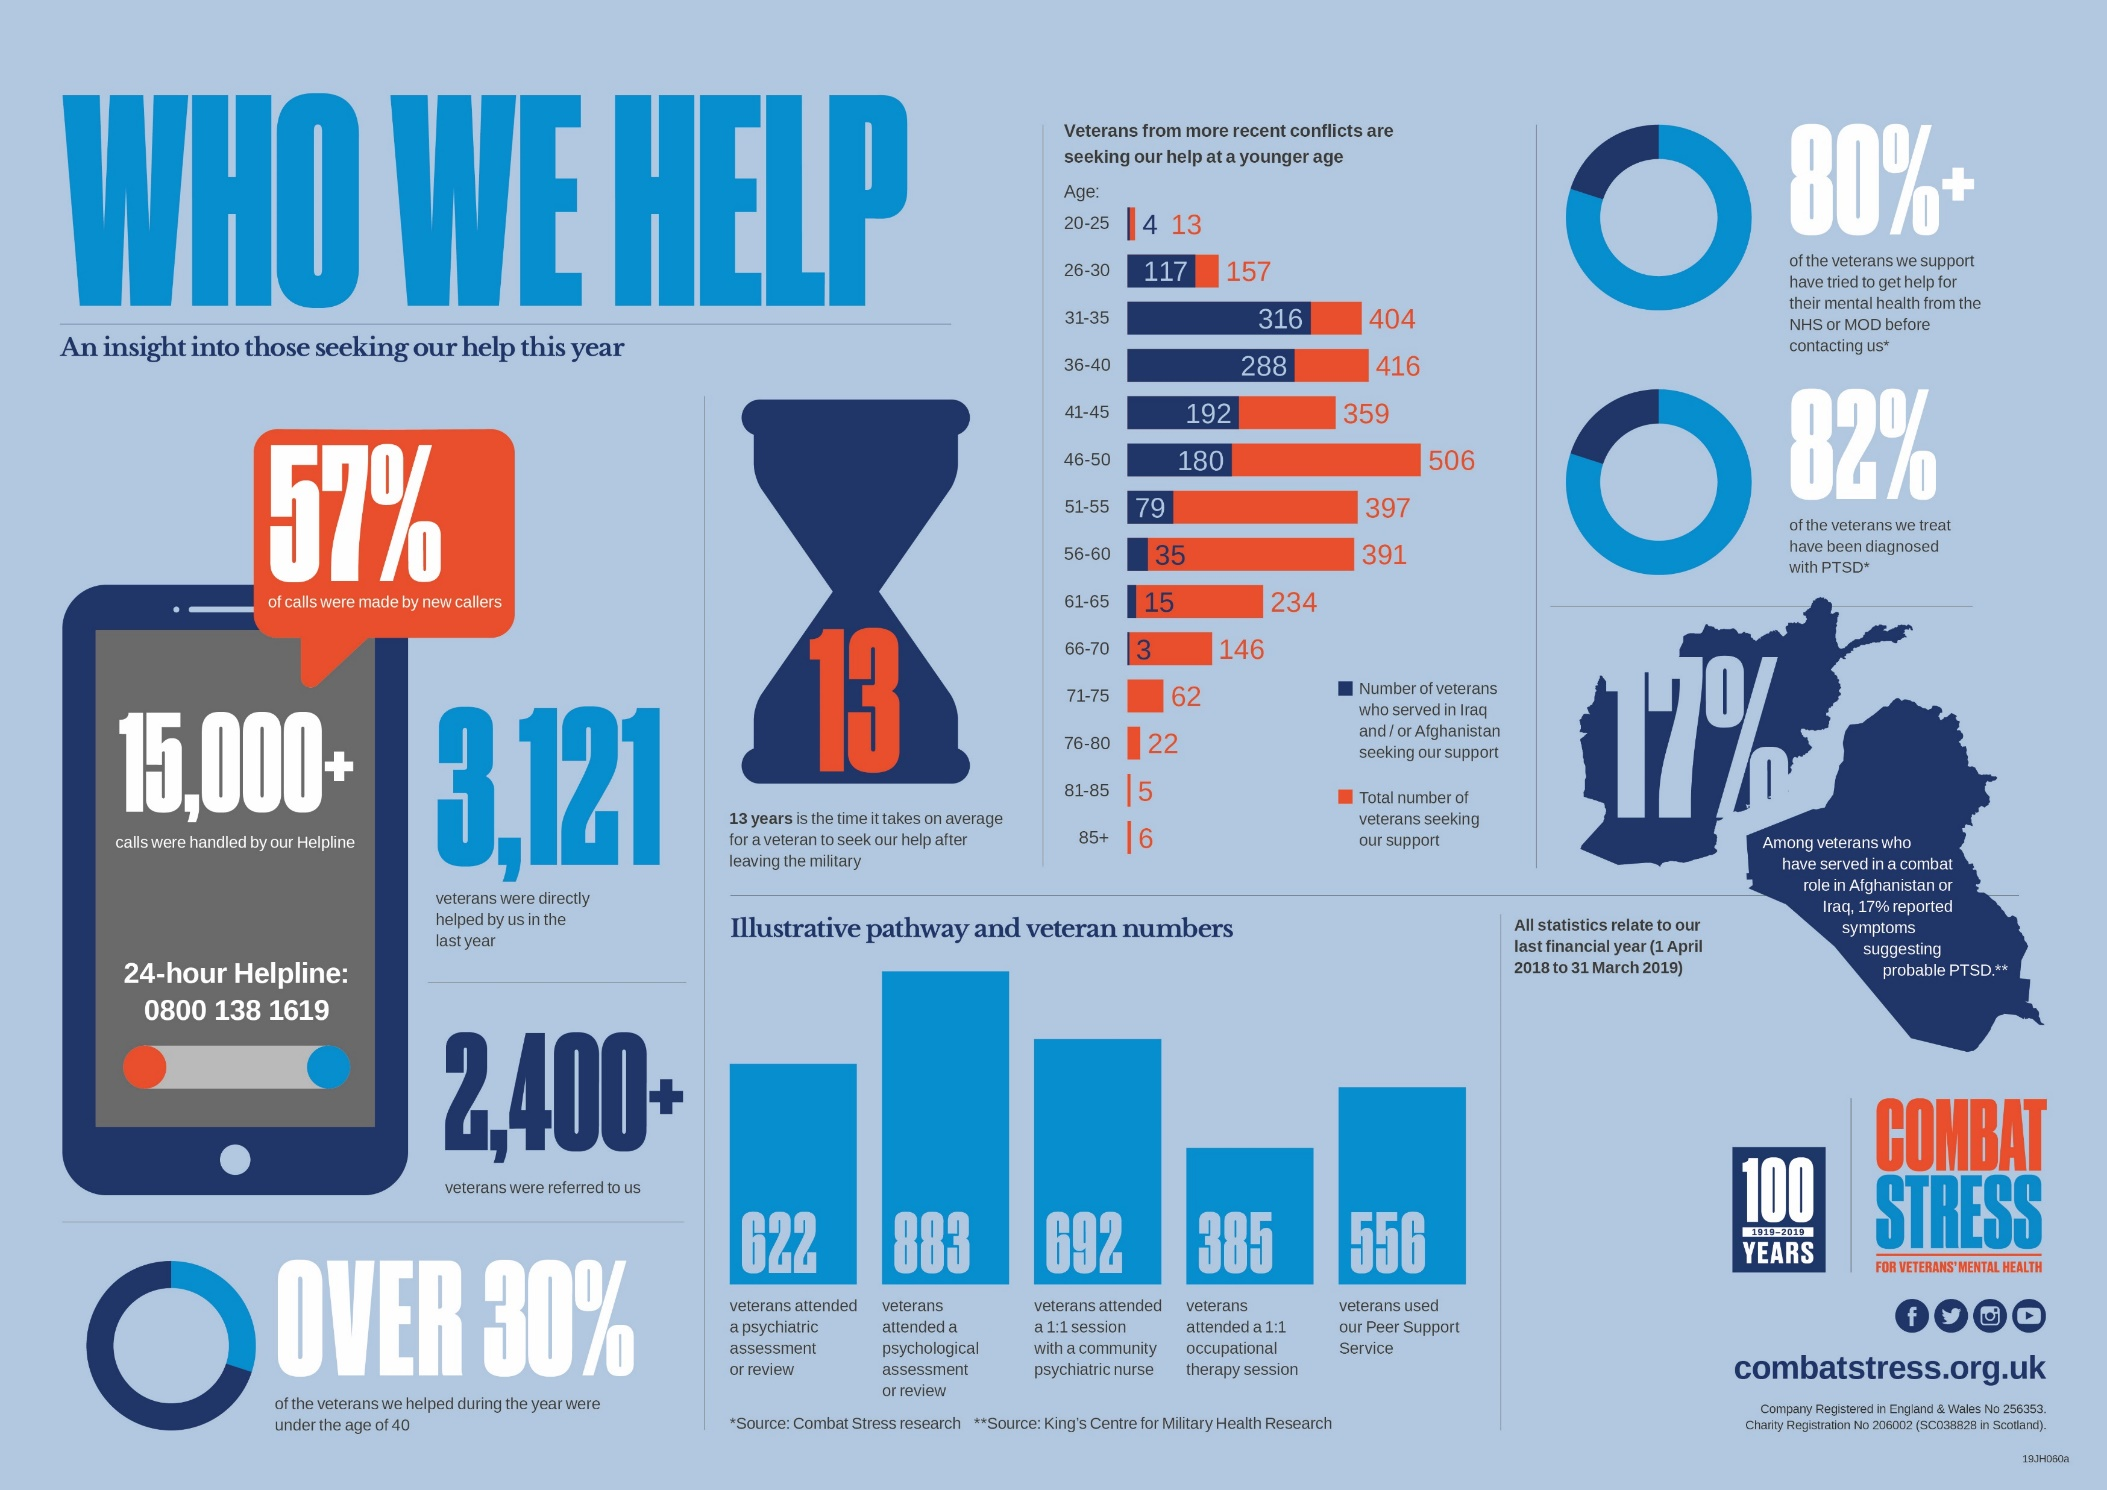 WHO WE HELP
An insight into those seeking our help this year
57%
of calls were made by new callers
15,000+
calls were handled by our Helpline
24-hour Helpline:
0800 138 1619
3,121
veterans were directly
helped by us in the
last year
2,400+
veterans were referred to us
OVER 30%
of the veterans we helped during the year were
under the age of 40
13
13 years is the time it takes on average
for a veteran to seek our help after
leaving the military
Veterans from more recent conflicts are
seeking our help at a younger age
Age:
20-25 4 13
26-30 117 157
31-35 316 404
36-40 288 416
41-45 192 359
46-50 180 506
51-55 79 397
56-60 35 391
61-65 15 234
66-70 3 146
71-75 62
76-80 22
81-85 5
85+ 6
Number of veterans
who served in Iraq
and / or Afghanistan
seeking our support
Total number of
veterans seeking
our support
80%+
of the veterans we support
have tried to get help for
their mental health from the
NHS or MOD before
contacting us*
82%
of the veterans we treat
have been diagnosed
with PTSD*
17%
Among veterans who
have served in a combat
role in Afghanistan or
Iraq, 17% reported
symptoms
suggesting
probable PTSD.**
Illustrative pathway and veteran numbers
622
veterans attended
a psychiatric
assessment
or review
883
veterans
attended a
psychological
assessment
or review
692
veterans attended
a 1:1 session
with a community
psychiatric nurse
385
veterans
attended a 1:1
occupational
therapy session
556
veterans used
our Peer Support
Service
*Source: Combat Stress research **Source: King's Centre for Military Health Research
All statistics relate to our
last financial year (1 April
2018 to 31 March 2019)
100
1919–2019
YEARS
COMBAT
STRESS
FOR VETERANS' MENTAL HEALTH
combatstress.org.uk
Company Registered in England & Wales No 256353.
Charity Registration No 206002 (SC038828 in Scotland).
19JH060a